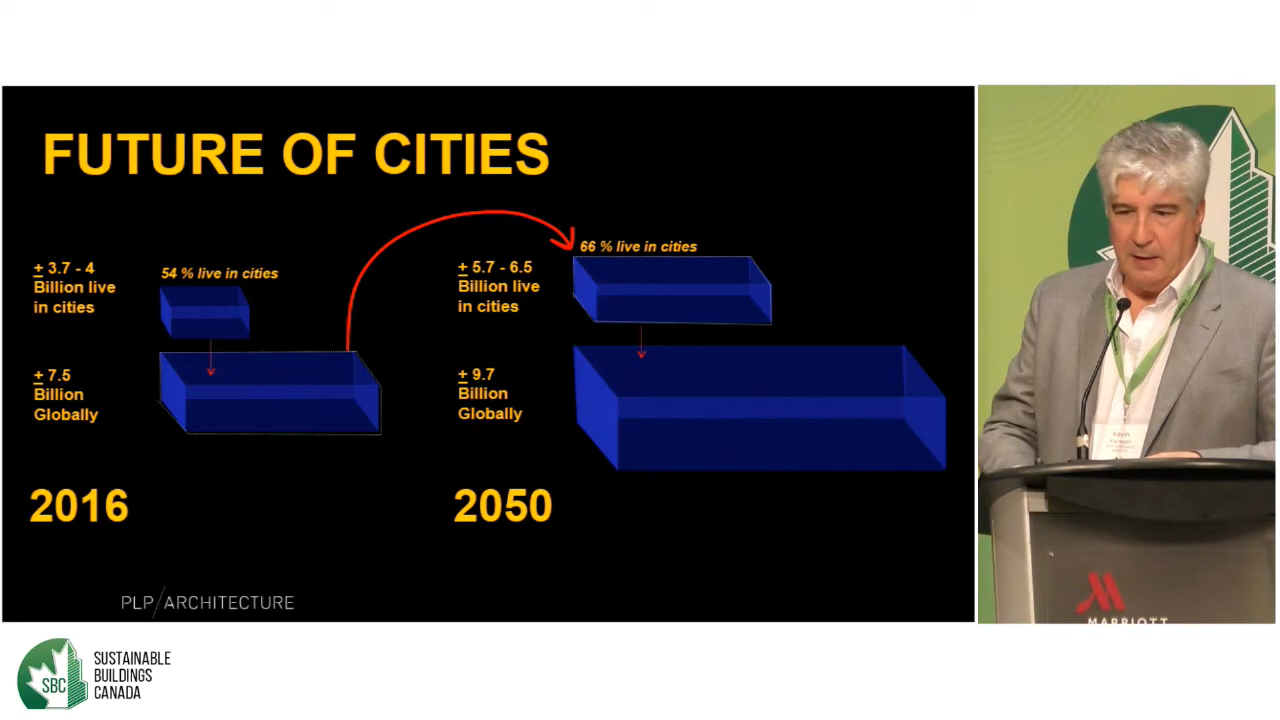 FUTURE OF CITIES
+ 3.7 - 4
Billion live
in cities
54 % live in cities
+ 7.5
Billion
Globally
2016
66 % live in cities
+ 5.7 - 6.5
Billion live
in cities
+ 9.7
Billion
Globally
2050
PLP/ARCHITECTURE
Kevin
MARRIOTT
SBC
SUSTAINABLE
BUILDINGS
CANADA